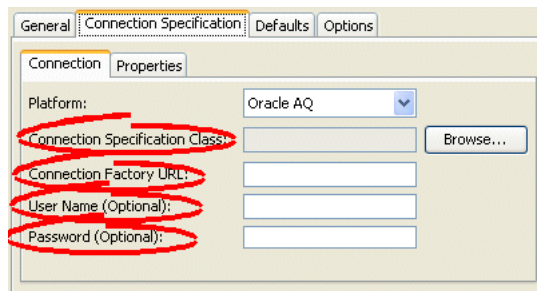 General Connection Specification Defaults Options
Connection Properties
Platform: Oracle AQ
Connection Specification Class: Browse...
Connection Factory URL:
User Name (Optional):
Password (Optional):